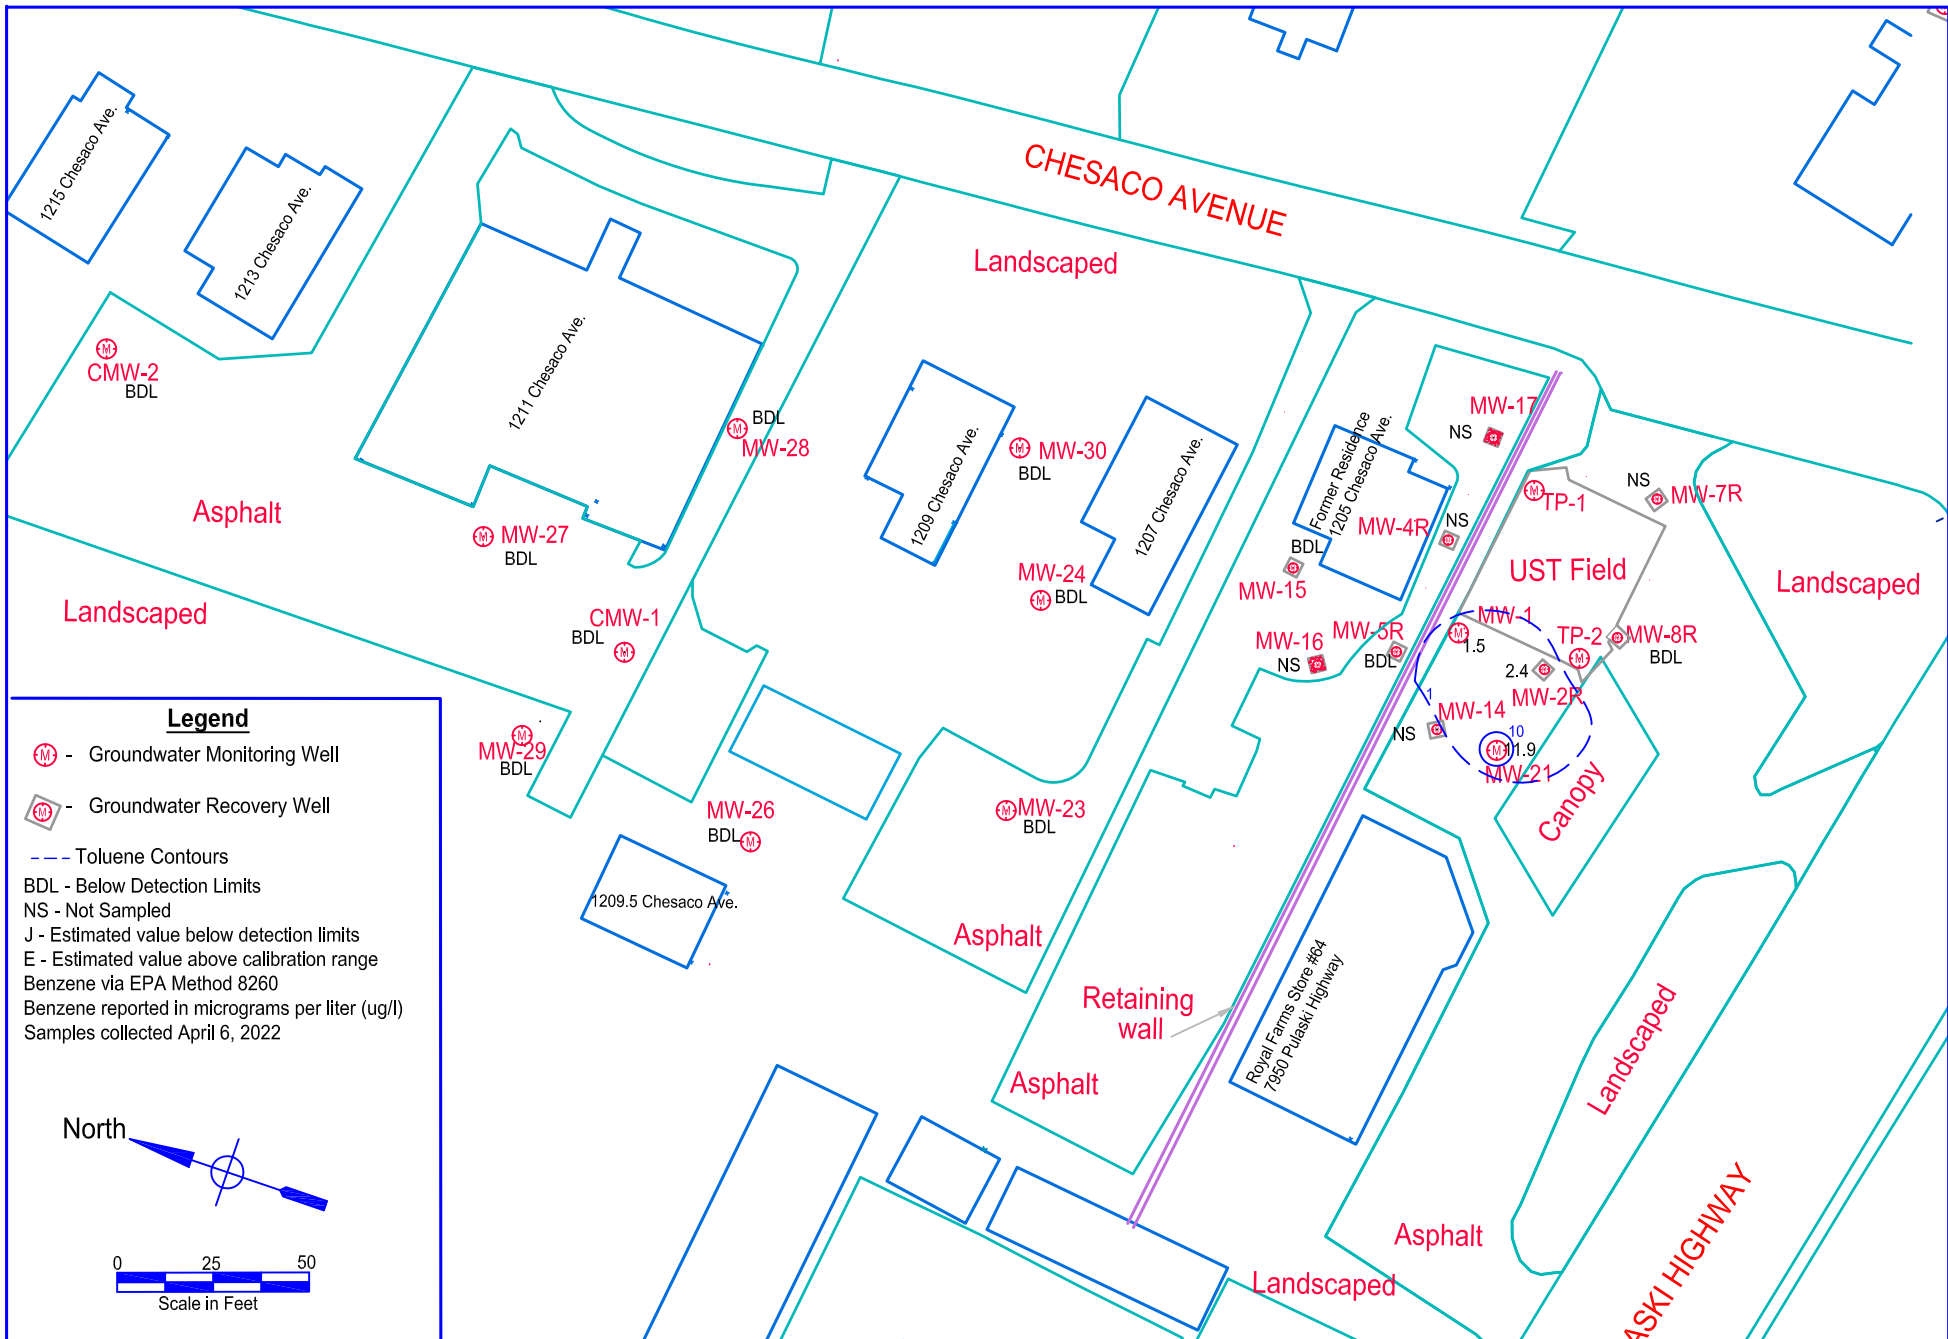 CHESACO AVENUE
1215 Chesaco Ave.
1213 Chesaco Ave.
1211 Chesaco Ave.
1209 Chesaco Ave.
1207 Chesaco Ave.
Former Residence
1205 Chesaco Ave.
Landscaped
CMW-2
BDL
Asphalt
Landscaped
MW-27
BDL
BDL
MW-28
MW-30
BDL
MW-24
BDL
CMW-1
BDL
MW-29
BDL
MW-26
BDL
1209.5 Chesaco Ave.
MW-23
BDL
Asphalt
MW-17
NS
MW-4R
NS
BDL
MW-15
MW-16
NS
MW-5R
BDL
TP-1
NS
MW-7R
UST Field
Landscaped
MW-1
1.5
TP-2
MW-8R
BDL
2.4
MW-2R
1
MW-14
NS
10
11.9
MW-21
Canopy
Retaining
wall
Asphalt
Royal Farms Store #64
7950 Pulaski Highway
Landscaped
Asphalt
Landscaped
ASKI HIGHWAY
Legend
M - Groundwater Monitoring Well
M - Groundwater Recovery Well
Toluene Contours
BDL - Below Detection Limits
NS - Not Sampled
J - Estimated value below detection limits
E - Estimated value above calibration range
Benzene via EPA Method 8260
Benzene reported in micrograms per liter (ug/l)
Samples collected April 6, 2022
North
0 25 50
Scale in Feet